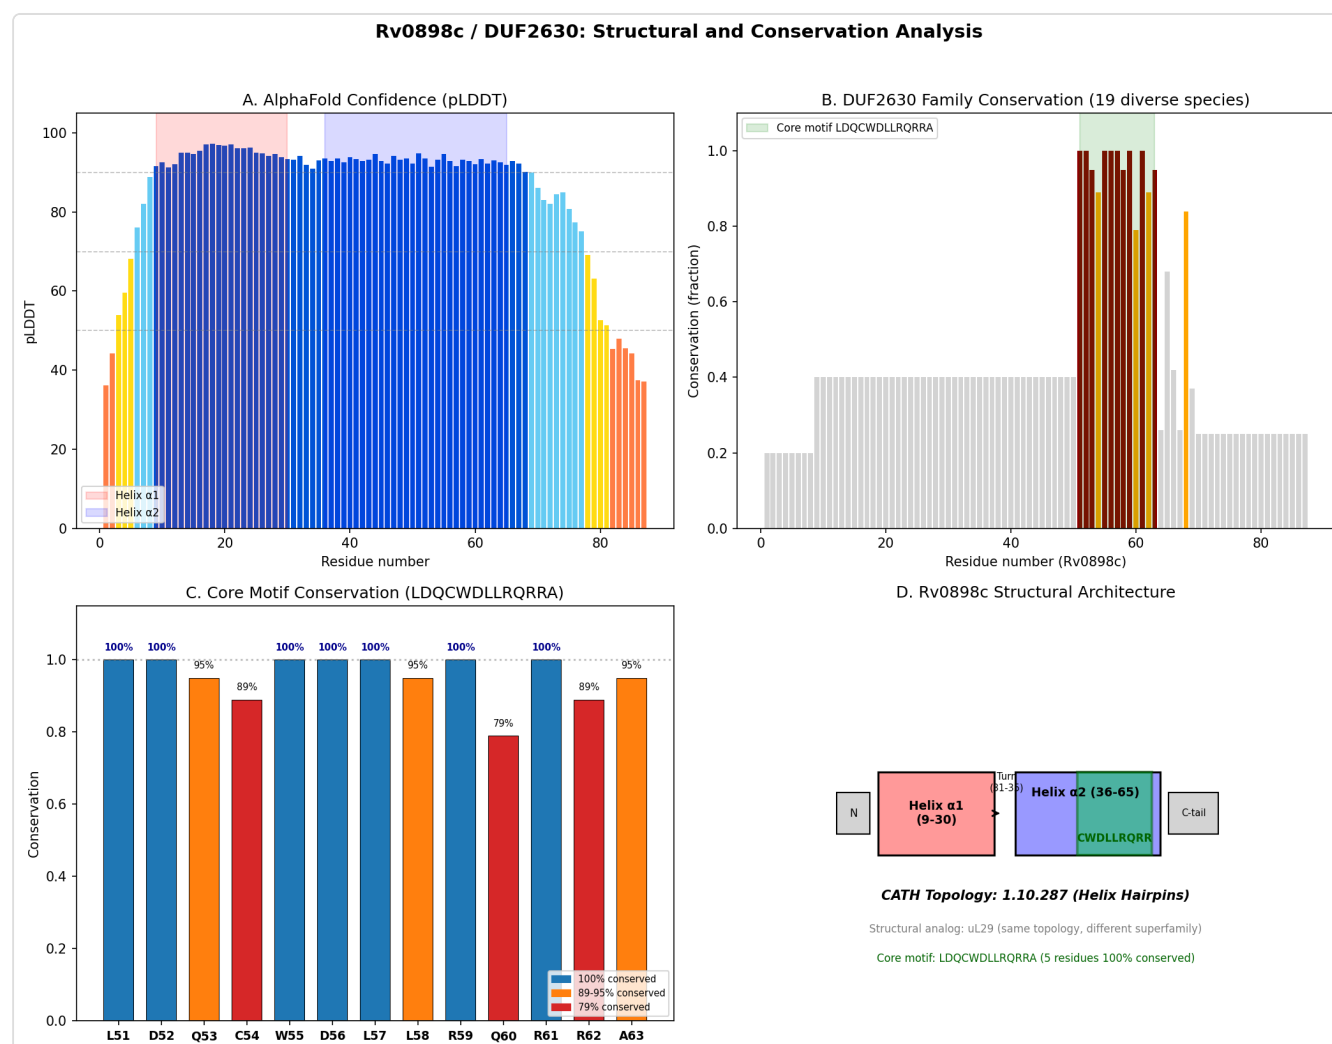 Rv0898c / DUF2630: Structural and Conservation Analysis
A. AlphaFold Confidence (pLDDT)
pLDDT
100
80
60
40
20
0
Helix α1
Helix α2
0 20 40 60 80
Residue number
B. DUF2630 Family Conservation (19 diverse species)
Core motif LDQCWDLLRQRRA
Conservation (fraction)
1.0
0.8
0.6
0.4
0.2
0.0
0 20 40 60 80
Residue number (Rv0898c)
C. Core Motif Conservation (LDQCWDLLRQRRA)
Conservation
1.0
0.8
0.6
0.4
0.2
0.0
100% 100% 95% 89% 100% 100% 100% 95% 100% 79% 100% 89% 95%
100% conserved
89-95% conserved
79% conserved
L51 D52 Q53 C54 W55 D56 L57 L58 R59 Q60 R61 R62 A63
D. Rv0898c Structural Architecture
N
Helix α1
(9-30)
Turn
(31-35)
Helix α2 (36-65)
CWDLLRQRR
C-tail
CATH Topology: 1.10.287 (Helix Hairpins)
Structural analog: uL29 (same topology, different superfamily)
Core motif: LDQCWDLLRQRRA (5 residues 100% conserved)